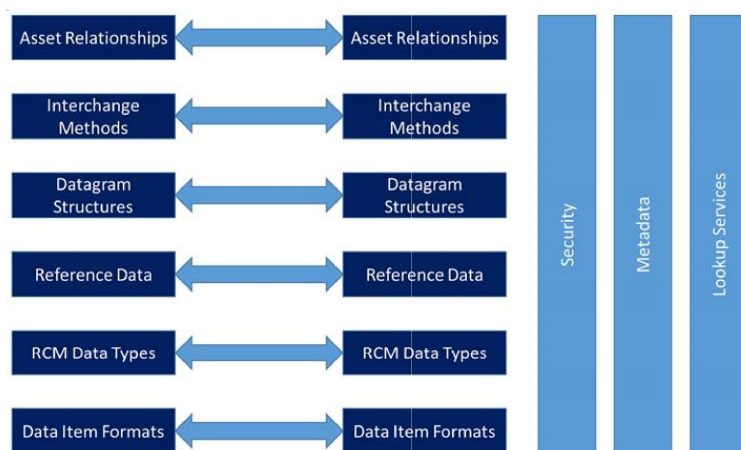 Asset Relationships
Asset Relationships
Interchange
Methods
Interchange
Methods
Datagram
Structures
Datagram
Structures
Reference Data
Reference Data
RCM Data Types
RCM Data Types
Data Item Formats
Data Item Formats
Security
Metadata
Lookup Services